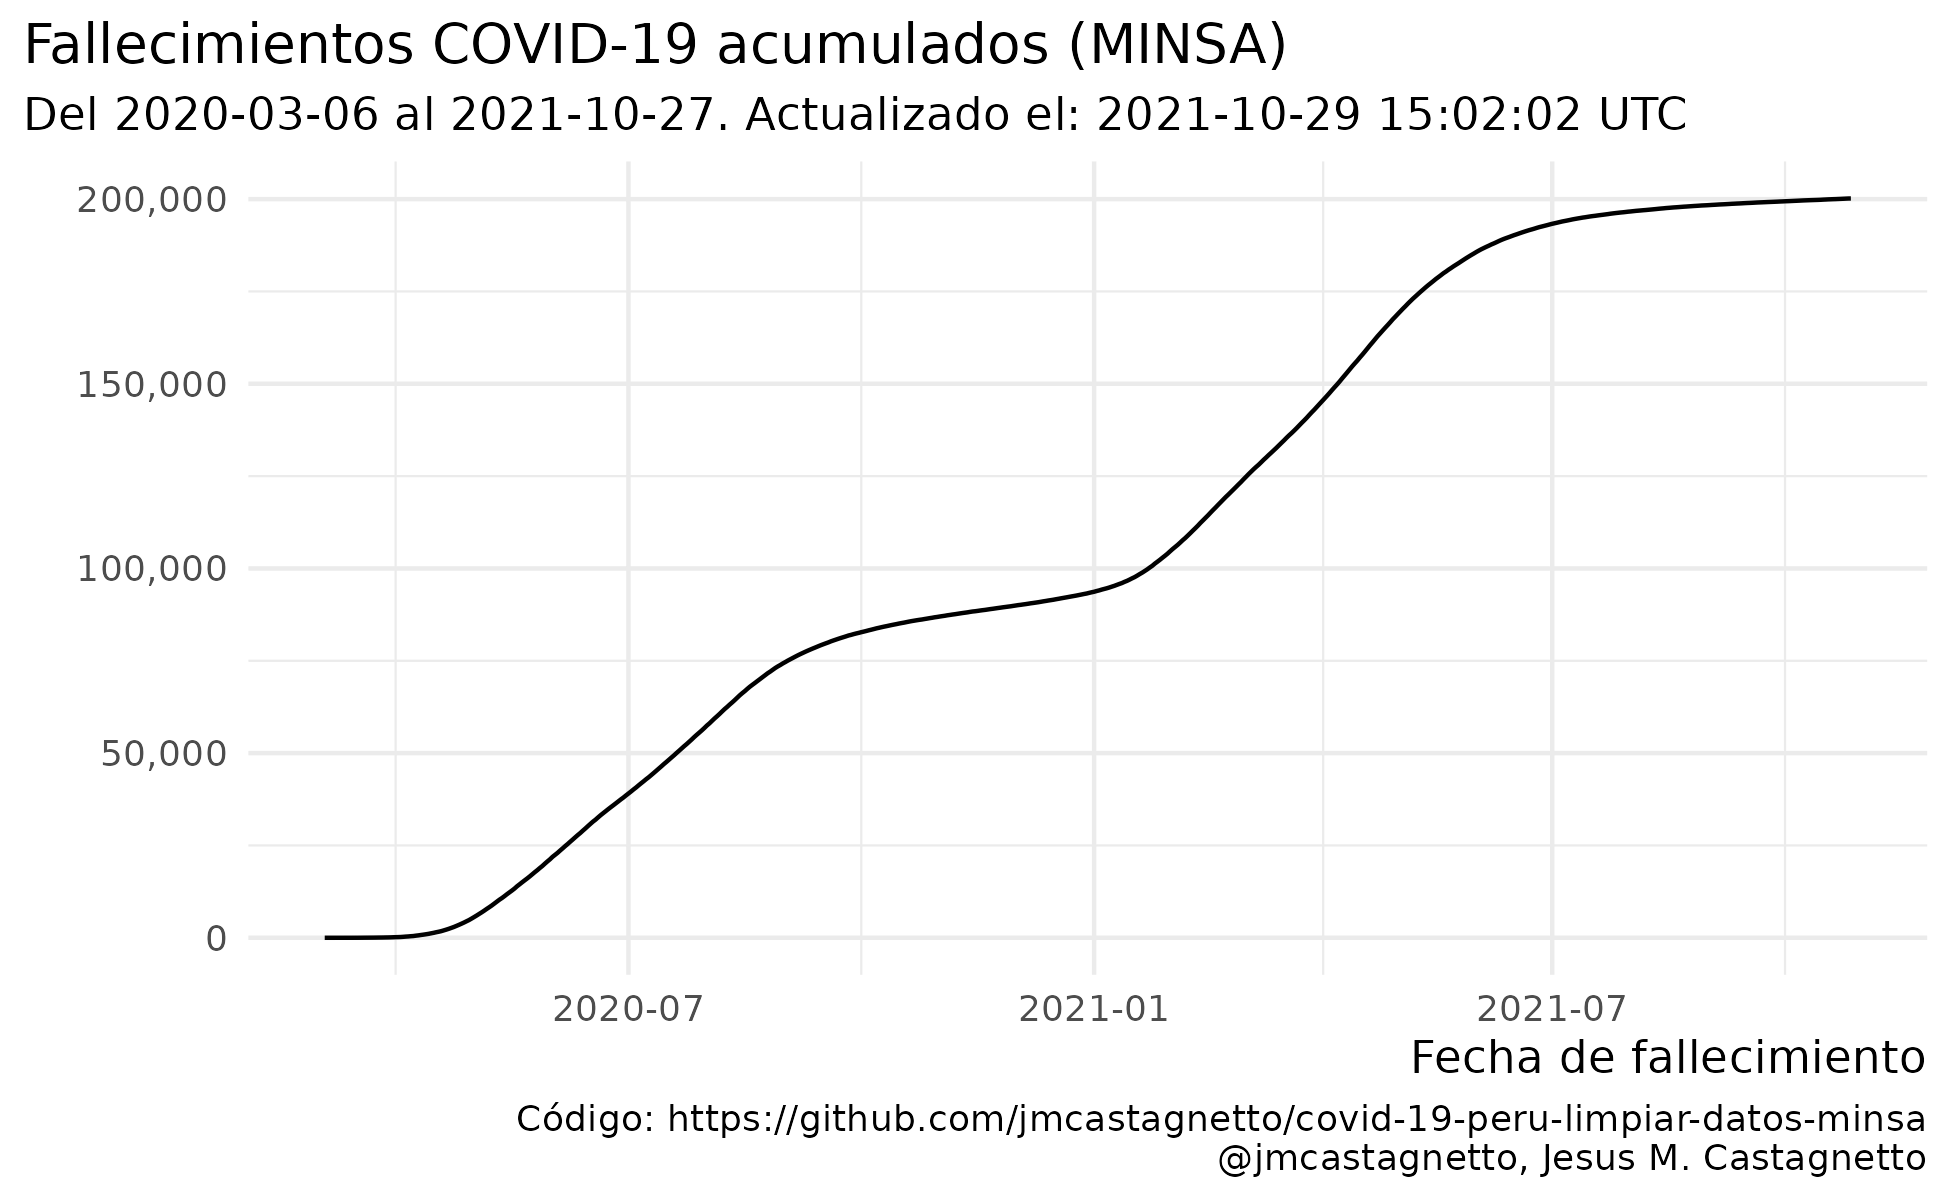 Fallecimientos COVID-19 acumulados (MINSA)
Del 2020-03-06 al 2021-10-27. Actualizado el: 2021-10-29 15:02:02 UTC
200,000
150,000
100,000
50,000
0
2020-07 2021-01 2021-07
Fecha de fallecimiento
Código: https://github.com/jmcastagnetto/covid-19-peru-limpiar-datos-minsa
@jmcastagnetto, Jesus M. Castagnetto